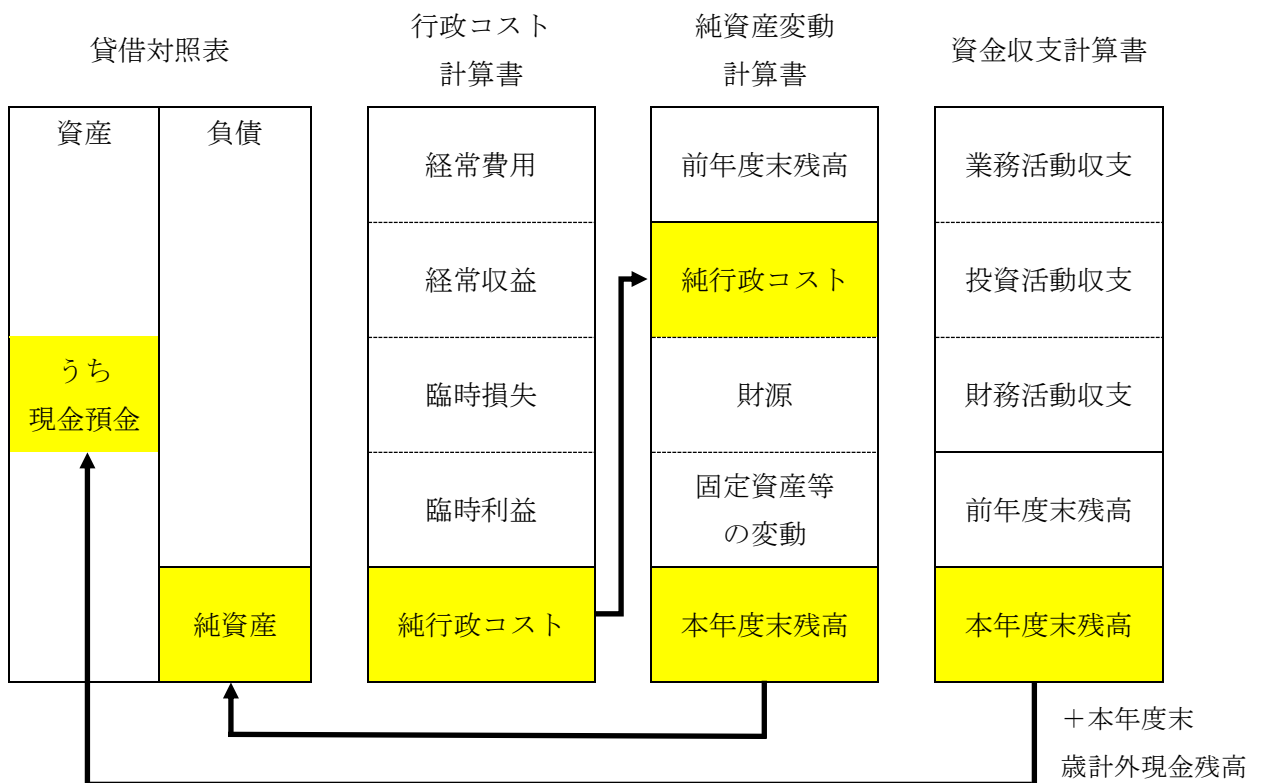 貸借対照表
行政コスト
計算書
純資産変動
計算書
資金収支計算書
資産
負債
うち
現金預金
純資産
経常費用
経常収益
臨時損失
臨時利益
純行政コスト
前年度末残高
純行政コスト
財源
固定資産等
の変動
本年度末残高
業務活動収支
投資活動収支
財務活動収支
前年度末残高
本年度末残高
＋本年度末
歳計外現金残高